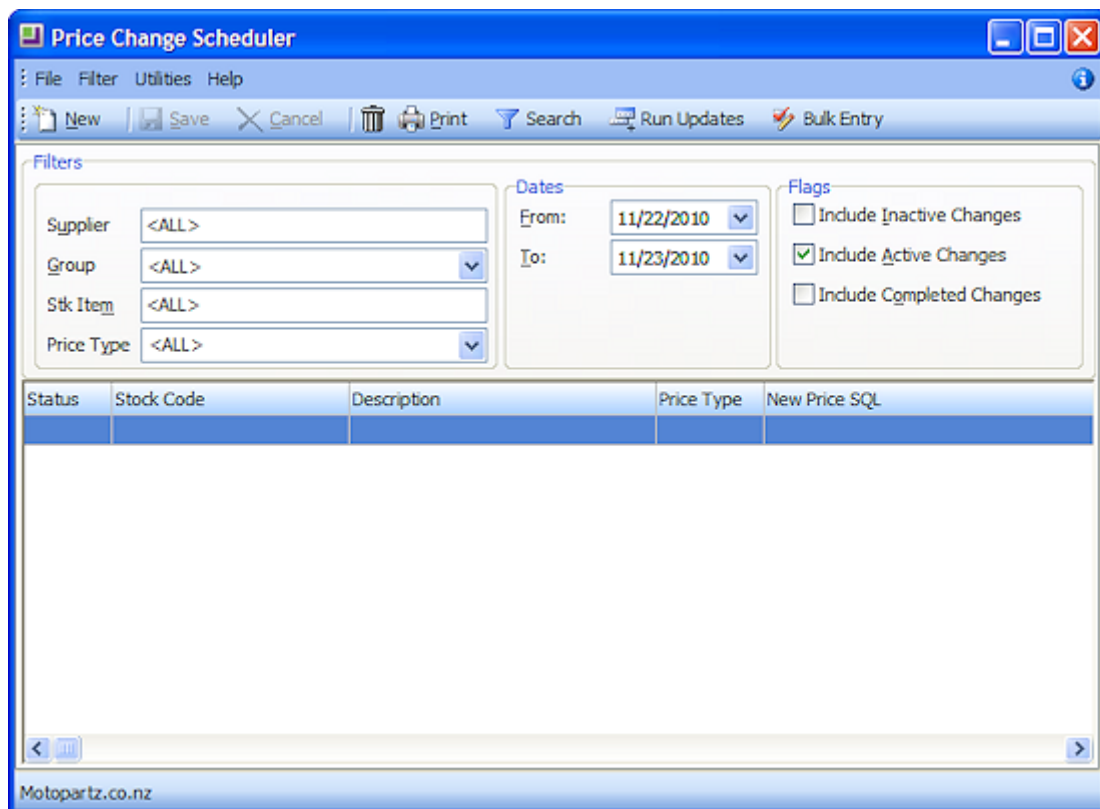 Price Change Scheduler
File Filter Utilities Help
New Save Cancel Print Search Run Updates Bulk Entry
Filters
Supplier <ALL>
Group <ALL>
Stk Item <ALL>
Price Type <ALL>
Dates
From: 11/22/2010
To: 11/23/2010
Flags
Include Inactive Changes
Include Active Changes
Include Completed Changes
Status Stock Code Description Price Type New Price SQL
Motopartz.co.nz